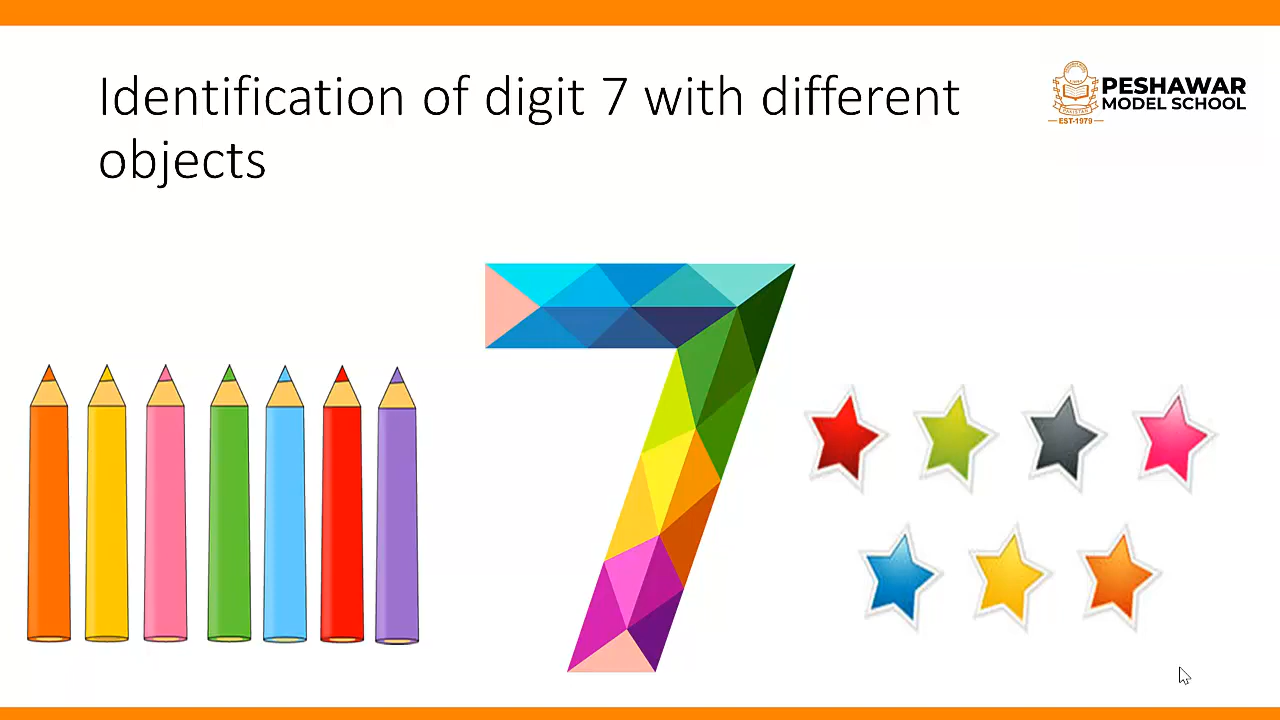 Identification of digit 7 with different
objects
PESHAWAR
MODEL SCHOOL
EST-1979
7